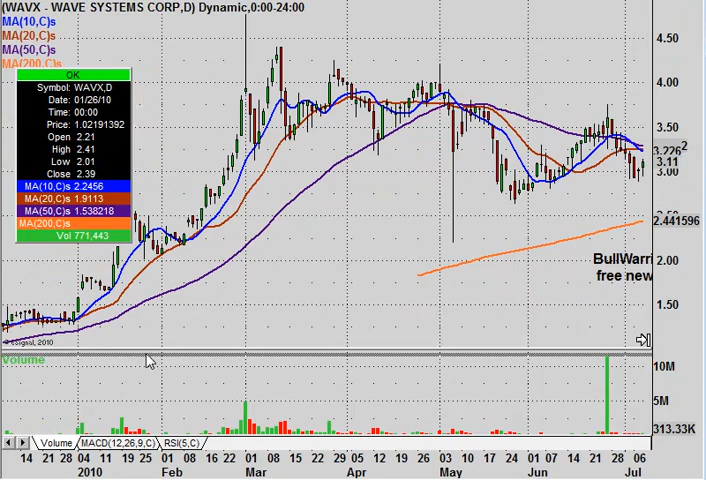 (WAVX - WAVE SYSTEMS CORP,D) Dynamic,0:00-24:00
MA(10,C)s
MA(20,C)s
MA(50,C)s
MA(200,C)s
OK
Symbol: WAVX,D
Date: 01/26/10
Time: 00:00
Price: 1.02191392
Open 2.21
High 2.41
Low 2.01
Close 2.39
MA(10,C)s 2.2456
MA(20,C)s 1.9113
MA(50,C)s 1.538218
MA(200,C)s
Vol 771,443
4.50
4.00
3.50
3.226
3.11
3.00
2.441596
2.00
1.50
BullWarri
free new
© eSignal, 2010
Volume
10M
5M
313.33K
Volume MACD(12,26,9,C) RSI(5,C)
14 21 28 04 11 19 25 01 08 16 22 01 08 15 22 29 05 12 19 26 03 10 17 24 01 07 14 21 28 06
2010 Feb Mar Apr May Jun Jul